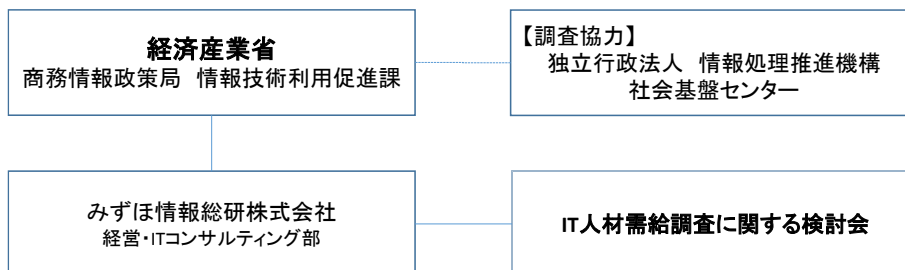 経済産業省
商務情報政策局　情報技術利用促進課
【調査協力】
独立行政法人　情報処理推進機構
社会基盤センター
みずほ情報総研株式会社
経営・ITコンサルティング部
IT人材需給調査に関する検討会